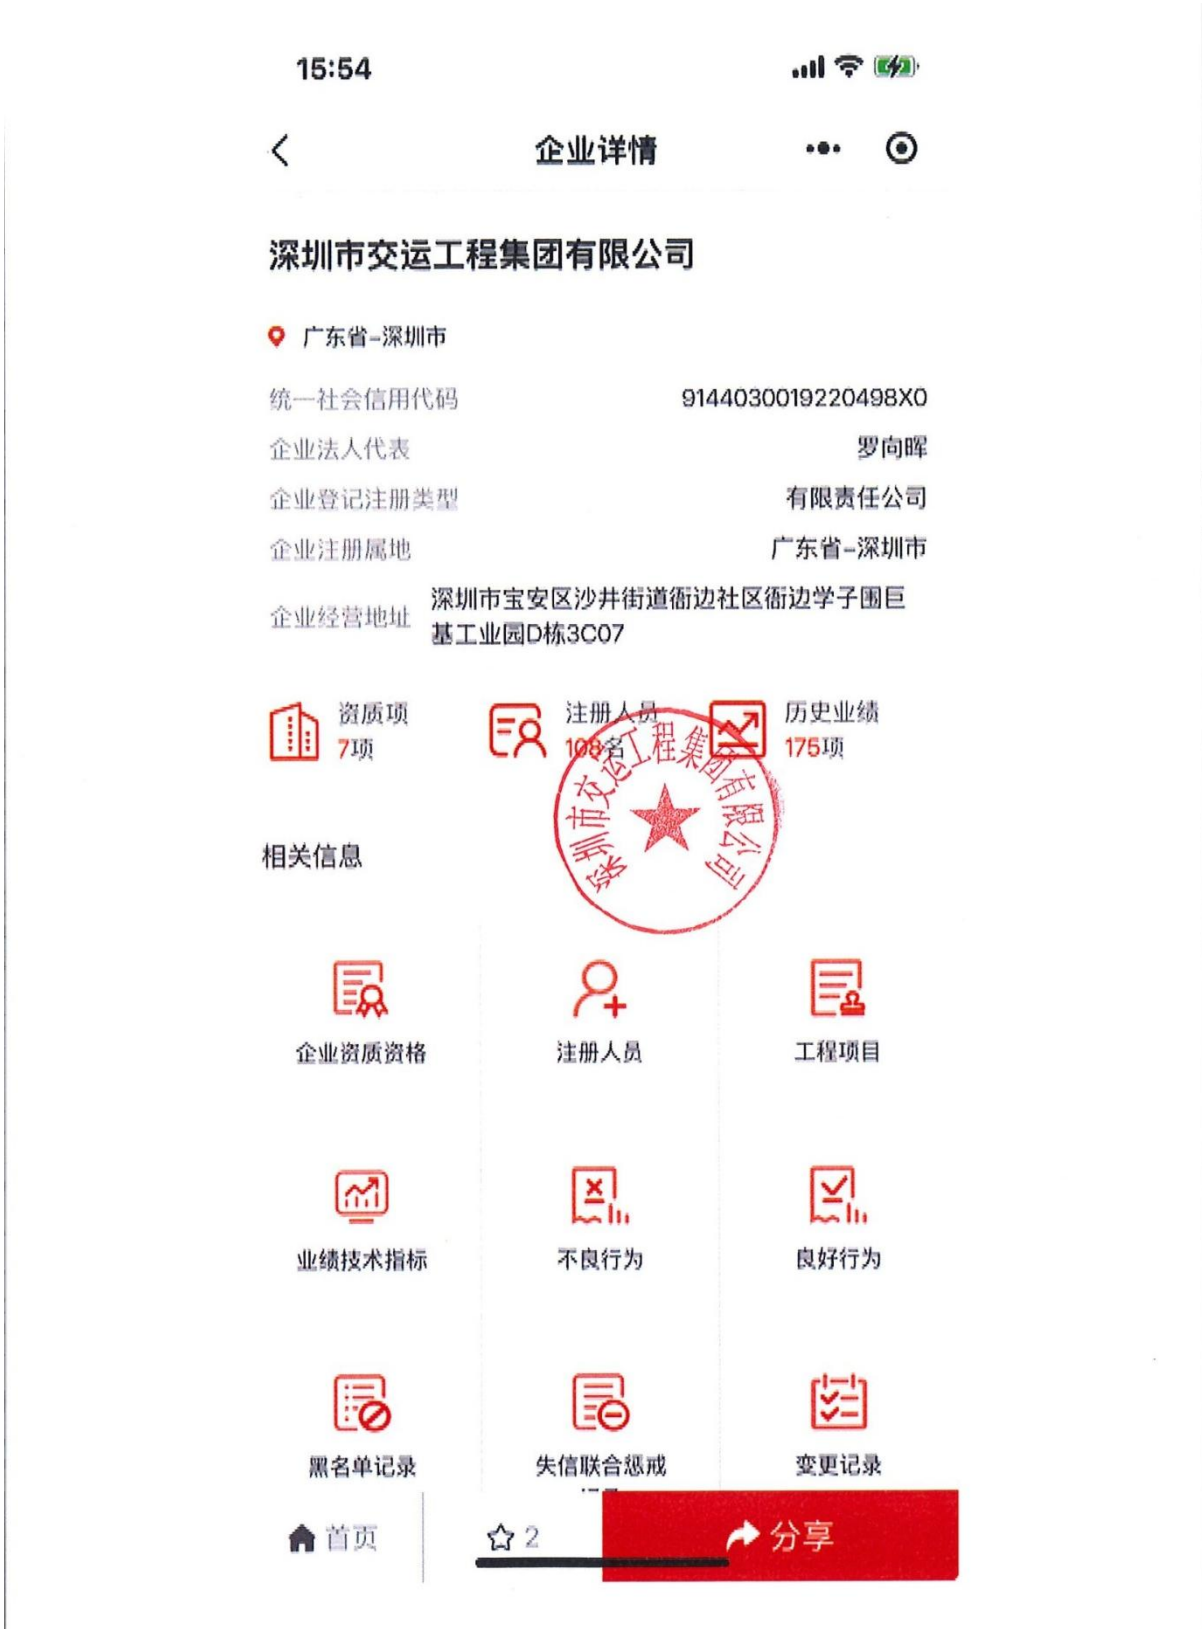 15:54
企业详情
深圳市交运工程集团有限公司
广东省-深圳市
统一社会信用代码 9144030019220498X0
企业法人代表 罗向晖
企业登记注册类型 有限责任公司
企业注册属地 广东省-深圳市
企业经营地址 深圳市宝安区沙井街道衙边社区衙边学子围巨
基工业园D栋3C07
资质项 注册人员 历史业绩
7项 108名 175项
深圳市交运工程集团有限公司
相关信息
企业资质资格 注册人员 工程项目
业绩技术指标 不良行为 良好行为
黑名单记录 失信联合惩戒 变更记录
首页 2 分享